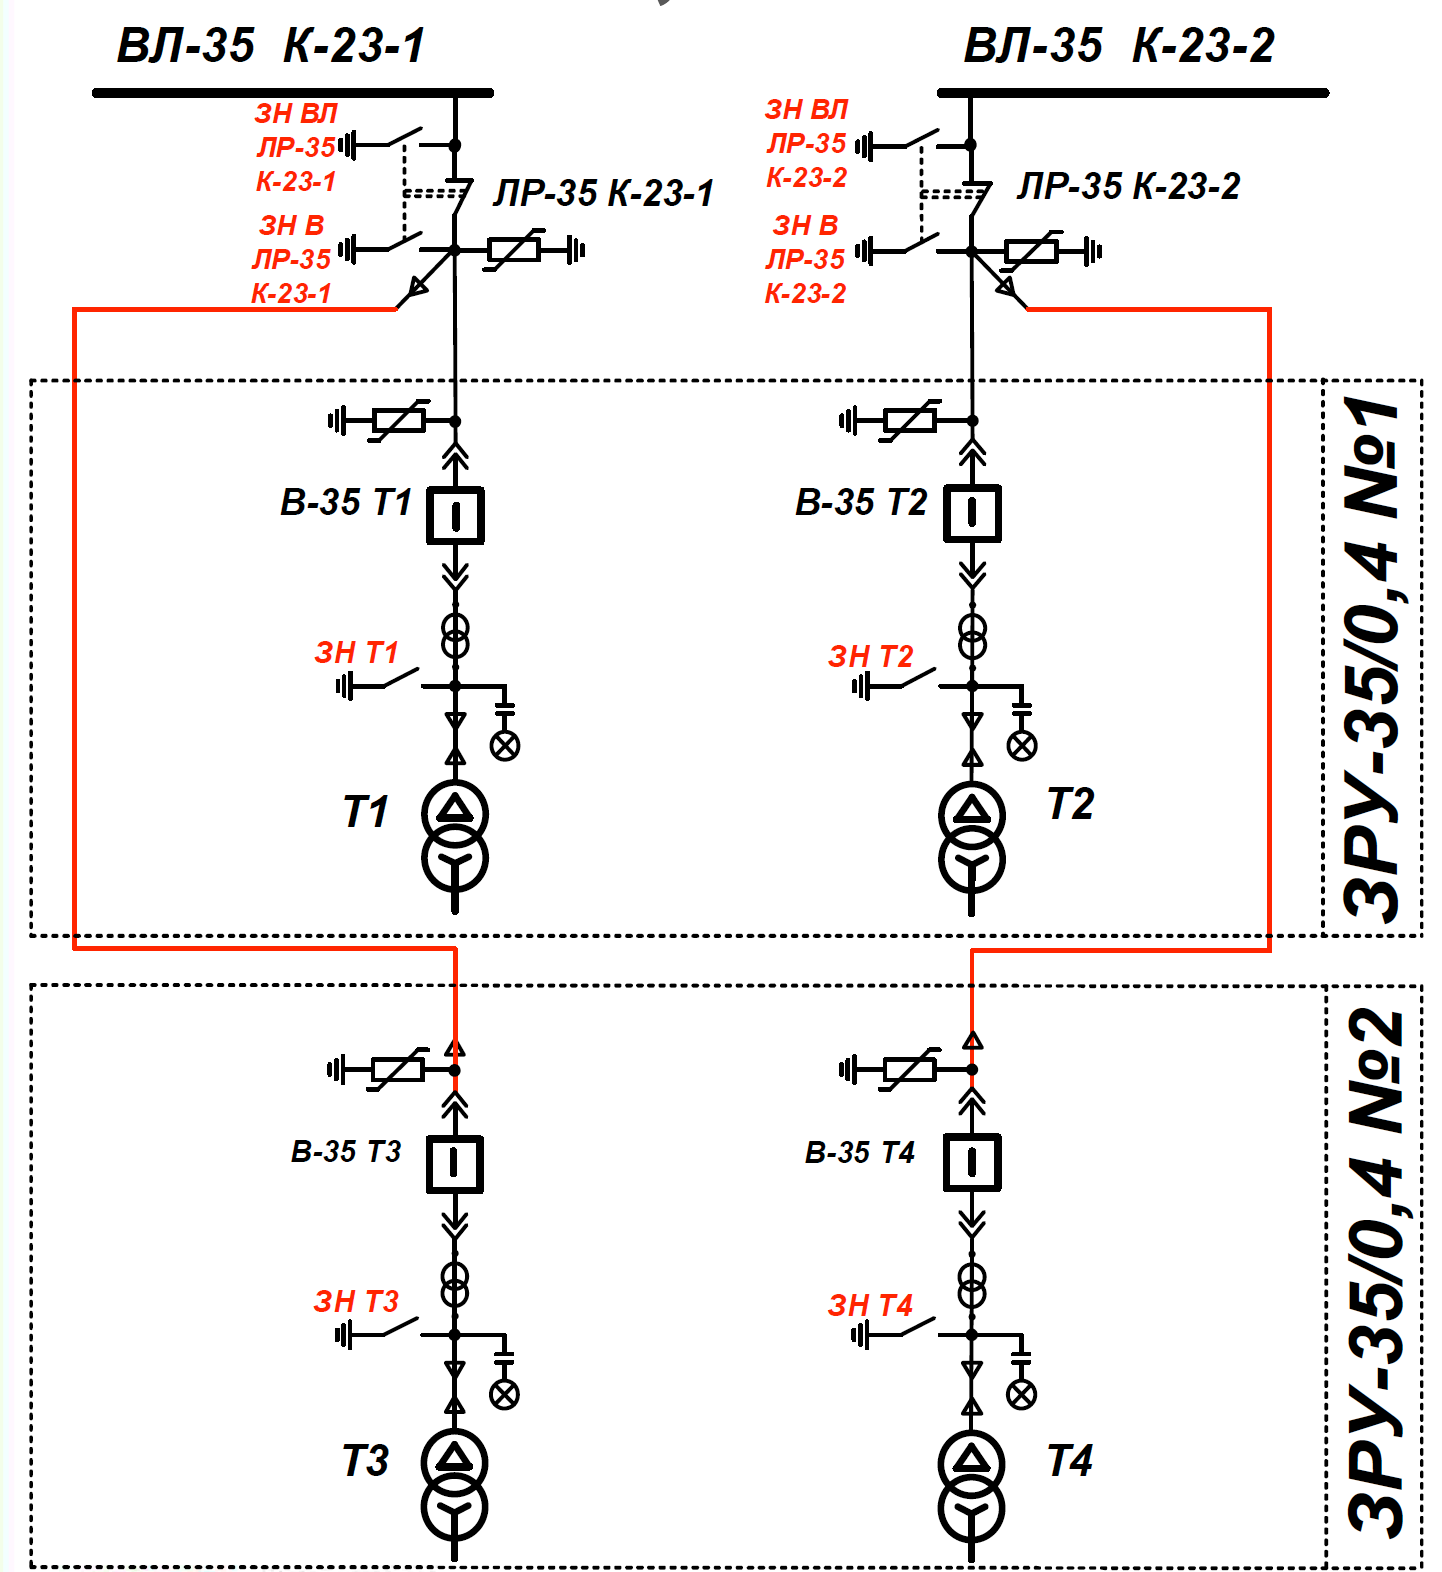 ВЛ-35 К-23-1
ВЛ-35 К-23-2
ЗН ВЛ
ЛР-35
К-23-1
ЛР-35 К-23-1
ЗН В
ЛР-35
К-23-1
ЗН ВЛ
ЛР-35
К-23-2
ЛР-35 К-23-2
ЗН В
ЛР-35
К-23-2
В-35 Т1
В-35 Т2
ЗН Т1
ЗН Т2
Т1
Т2
ЗРУ-35/0,4 №1
В-35 Т3
В-35 Т4
ЗН Т3
ЗН Т4
Т3
Т4
ЗРУ-35/0,4 №2